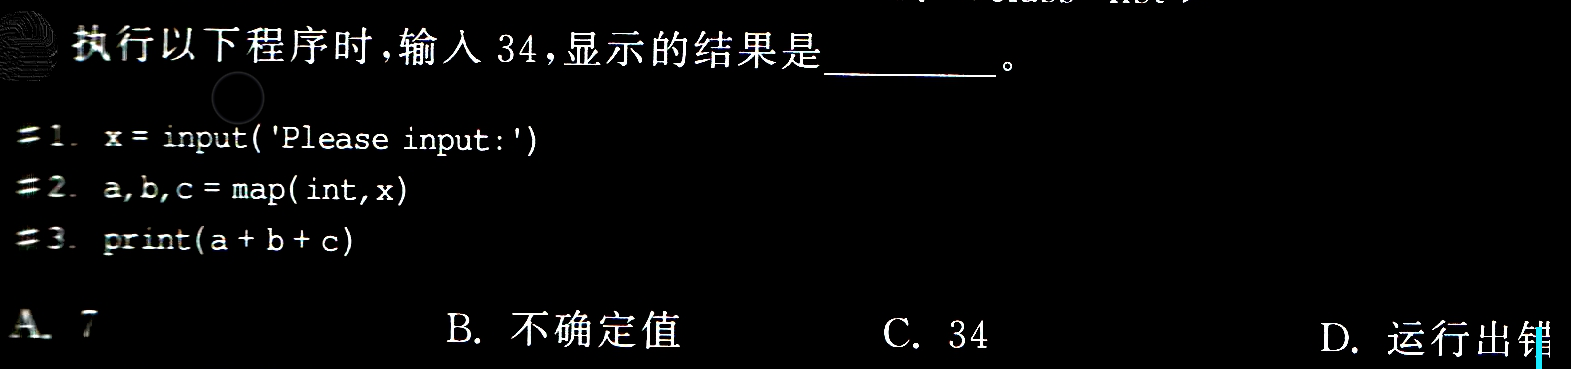 执行以下程序时,输入 34,显示的结果是________。
#1. x = input('Please input:')
#2. a,b,c = map(int,x)
#3. print(a + b + c)
A. 7 B. 不确定值 C. 34 D. 运行出错